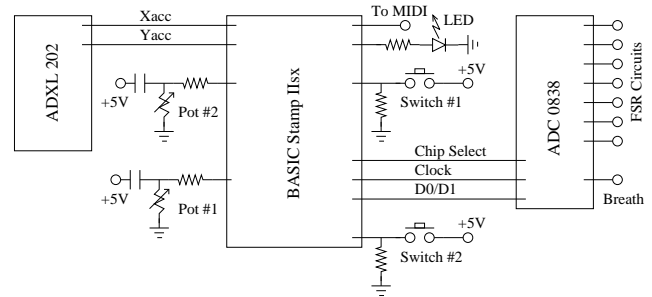 Xacc
Yacc
ADXL 202
+5V
Pot #2
+5V
Pot #1
BASIC Stamp IIsx
To MIDI
LED
+5V
Switch #1
Chip Select
Clock
D0/D1
+5V
Switch #2
ADC 0838
FSR Circuits
Breath